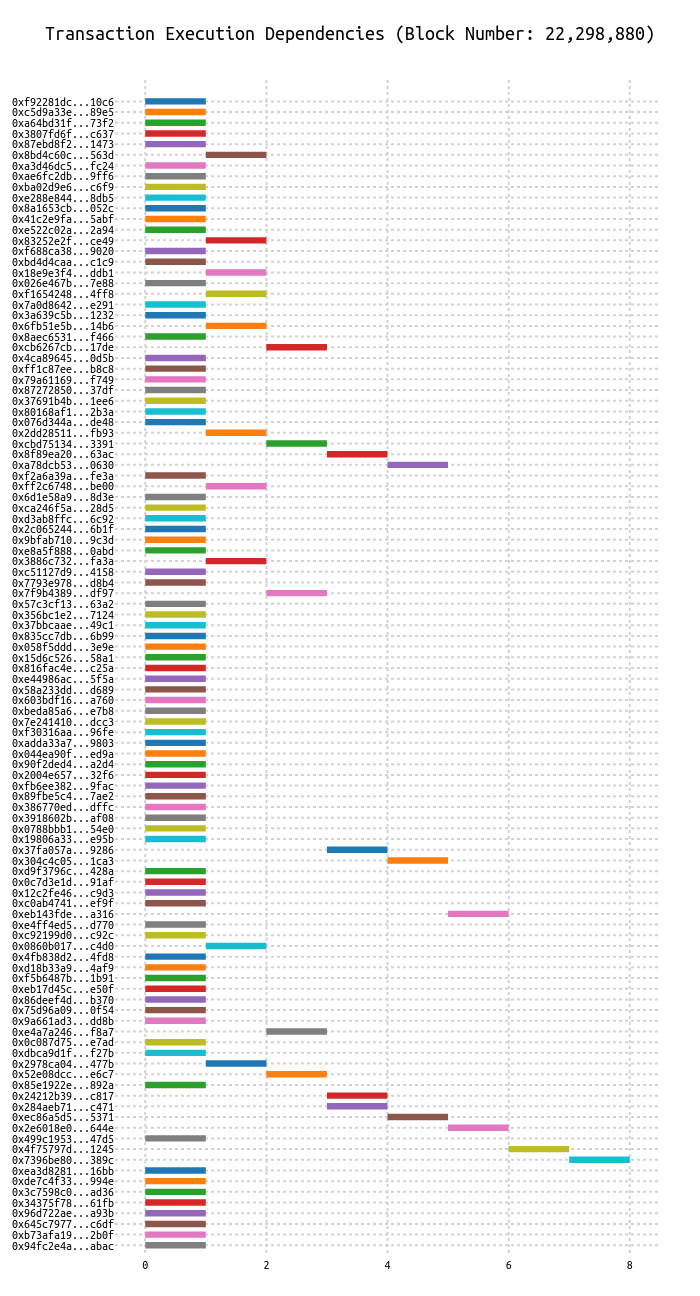 Transaction Execution Dependencies (Block Number: 22,298,880)
0xf92281dc...10c6
0xc5d9a33e...89e5
0xa64bd31f...73f2
0x3807fd6f...c637
0x87ebd8f2...1473
0x8bd4c60c...563d
0xa3d46dc5...fc24
0xae6fc2db...9ff6
0xba02d9e6...c6f9
0xe288e844...8db5
0x8a1653cb...052c
0x41c2e9fa...5abf
0xe522c02a...2a94
0x83252e2f...ce49
0xf688ca38...9020
0xbd4d4caa...c1c9
0x18e9e3f4...ddb1
0x026e467b...7e88
0xf1654248...4ff8
0x7a0d8642...e291
0x3a639c5b...1232
0x6fb51e5b...14b6
0x8aec6531...f466
0xcb6267cb...17de
0x4ca89645...0d5b
0xff1c87ee...b8c8
0x79a61169...f749
0x87272850...37df
0x37691b4b...1ee6
0x80168af1...2b3a
0x076d344a...de48
0x2dd28511...fb93
0xcbd75134...3391
0x8f89ea20...63ac
0xa78dcb53...0630
0xf2a6a39a...fe3a
0xff2c6748...be00
0x6d1e58a9...8d3e
0xca246f5a...28d5
0xd3ab8ffc...6c92
0x2c065244...6b1f
0x9bfab710...9c3d
0xe8a5f888...0abd
0x3886c732...fa3a
0xc51127d9...4158
0x7793e978...d8b4
0x7f9b4389...df97
0x57c3cf13...63a2
0x356bc1e2...7124
0x37bbcaae...49c1
0x835cc7db...6b99
0x058f5ddd...3e9e
0x15d6c526...58a1
0x816fac4e...c25a
0xe44986ac...5f5a
0x58a233dd...d689
0x603bdf16...a760
0xbeda85a6...e7b8
0x7e241410...dcc3
0xf30316aa...96fe
0xadda33a7...9803
0x044ea90f...ed9a
0x90f2ded4...a2d4
0x2004e657...32f6
0xfb6ee382...9fac
0x89fbe5c4...7ae2
0x386770ed...dffc
0x3918602b...af08
0x0788bbb1...54e0
0x19806a33...e95b
0x37fa057a...9286
0x304c4c05...1ca3
0xd9f3796c...428a
0x0c7d3e1d...91af
0x12c2fe46...c9d3
0xc0ab4741...ef9f
0xeb143fde...a316
0xe4ff4ed5...d770
0xc92199d0...c92c
0x0860b017...c4d0
0x4fb838d2...4fd8
0xd18b33a9...4af9
0xf5b6487b...1b91
0xeb17d45c...e50f
0x86deef4d...b370
0x75d96a09...0f54
0x9a661ad3...dd8b
0xe4a7a246...f8a7
0x0c087d75...e7ad
0xdbca9d1f...f27b
0x2978ca04...477b
0x52e08dcc...e6c7
0x85e1922e...892a
0x24212b39...c817
0x284aeb71...c471
0xec86a5d5...5371
0x2e6018e0...644e
0x499c1953...47d5
0x4f75797d...1245
0x7396be80...389c
0xea3d8281...16bb
0xde7c4f33...994e
0x3c7598c0...ad36
0x34375f78...61fb
0x96d722ae...a93b
0x645c7977...c6df
0xb73afa19...2b0f
0x94fc2e4a...abac
0 2 4 6 8